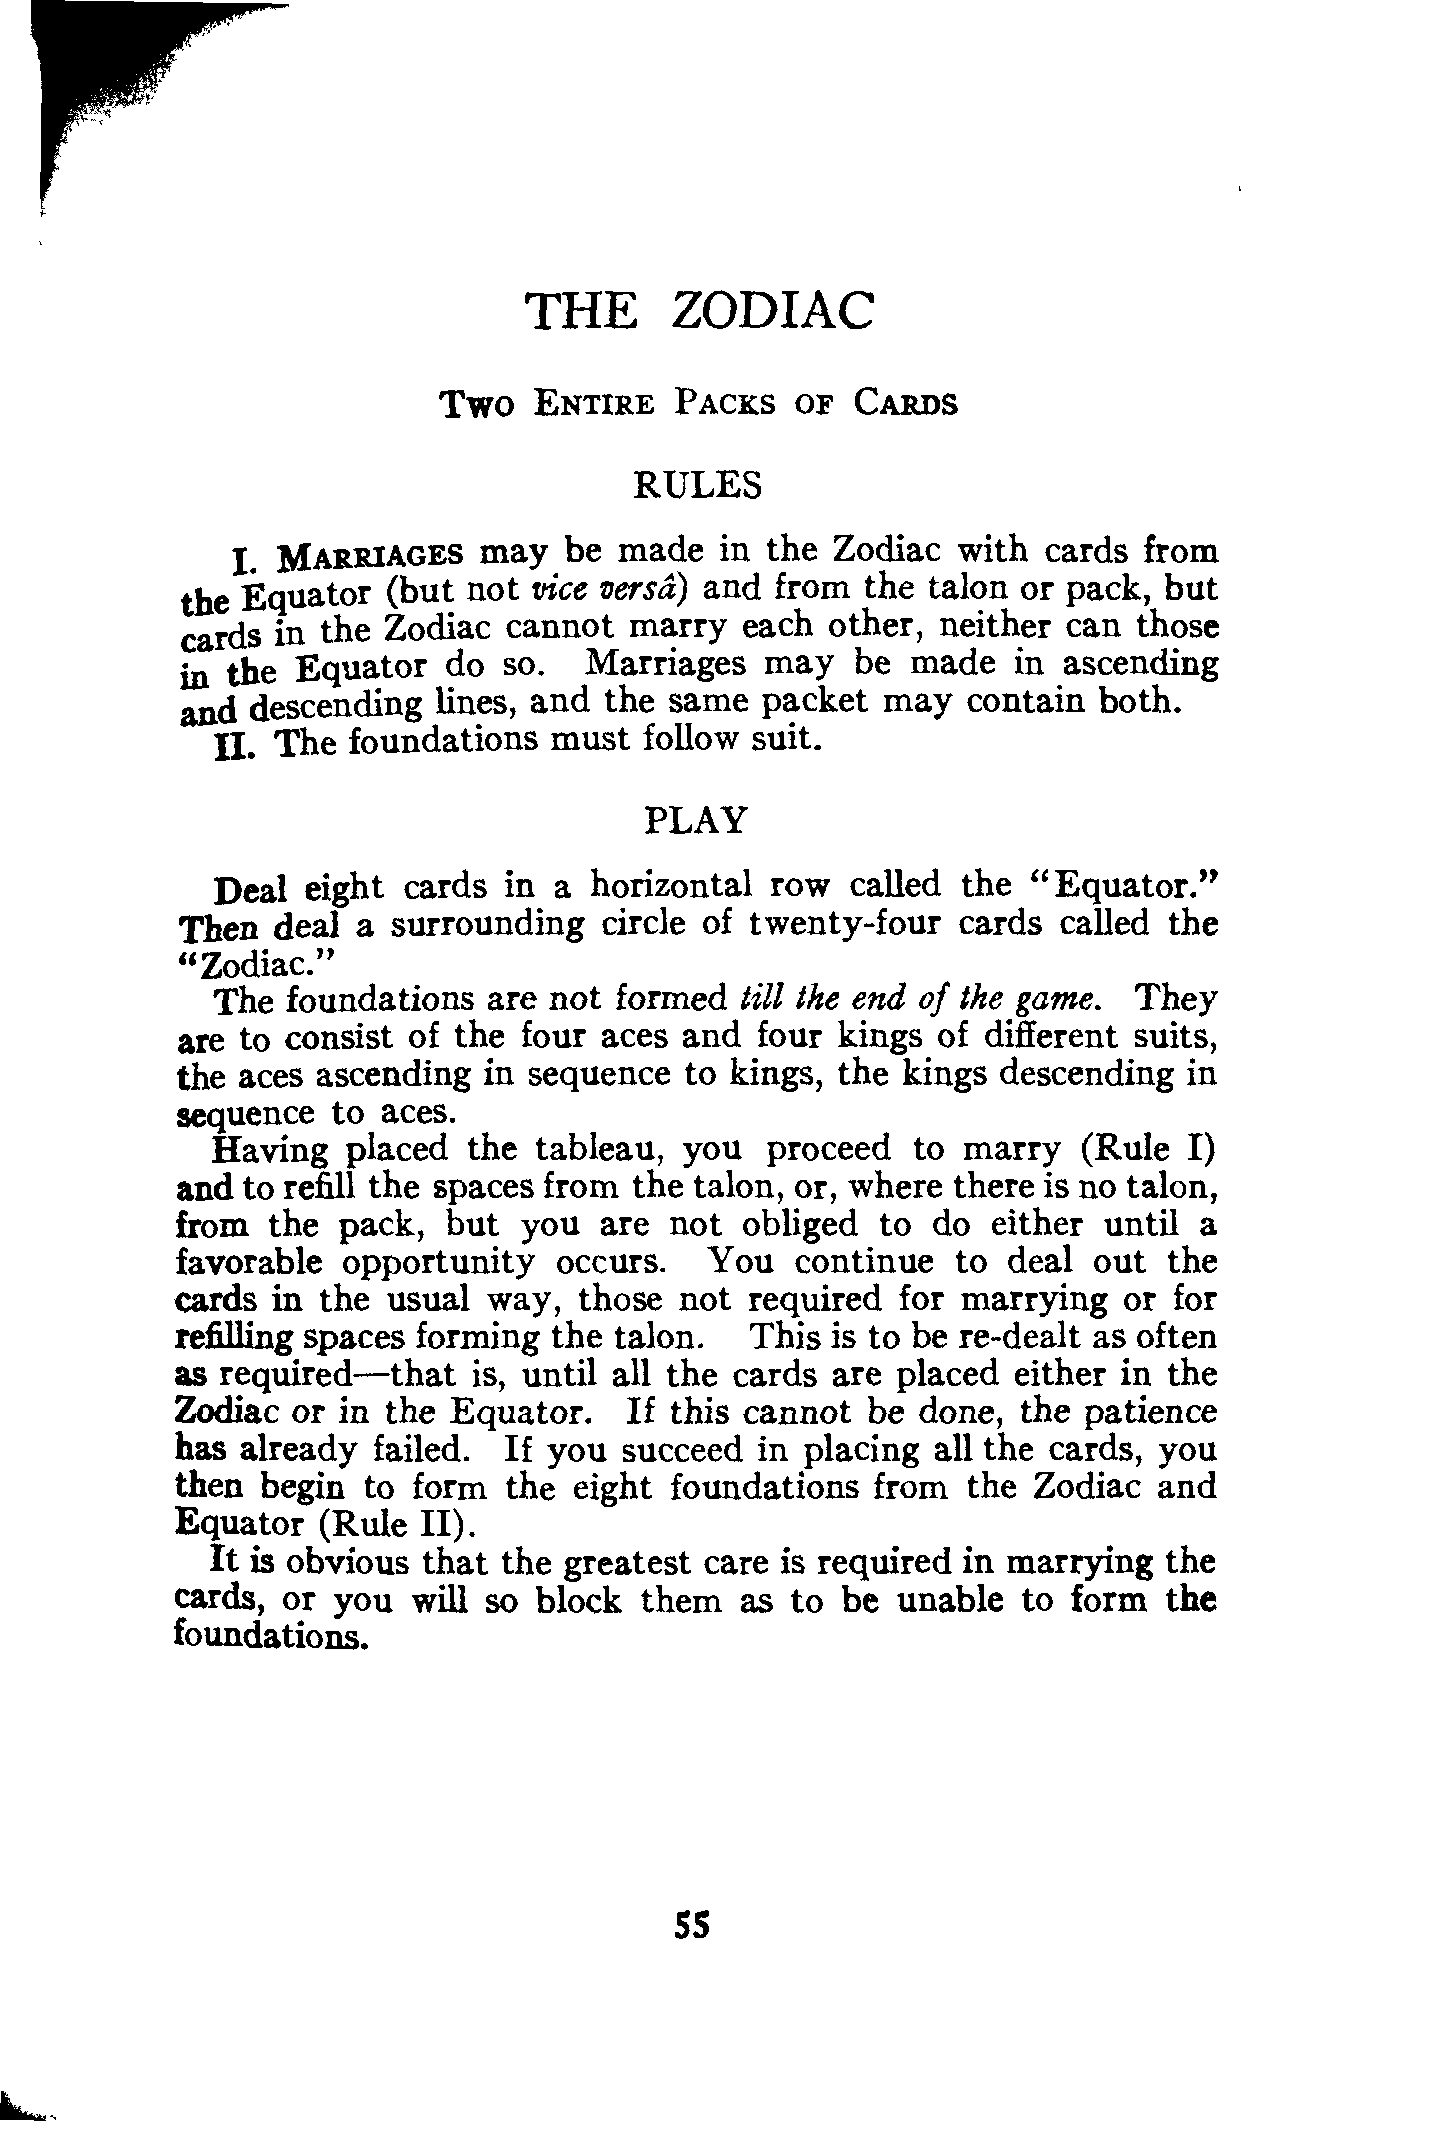 THE ZODIAC
Two Entire Packs of Cards
RULES
I. Marriages may be made in the Zodiac with cards from
the Equator (but not vice versâ) and from the talon or pack, but
cards in the Zodiac cannot marry each other, neither can those
in the Equator do so. Marriages may be made in ascending
and descending lines, and the same packet may contain both.
II. The foundations must follow suit.
PLAY
Deal eight cards in a horizontal row called the “Equator.”
Then deal a surrounding circle of twenty-four cards called the
“Zodiac.”
The foundations are not formed till the end of the game. They
are to consist of the four aces and four kings of different suits,
the aces ascending in sequence to kings, the kings descending in
sequence to aces.
Having placed the tableau, you proceed to marry (Rule I)
and to refill the spaces from the talon, or, where there is no talon,
from the pack, but you are not obliged to do either until a
favorable opportunity occurs. You continue to deal out the
cards in the usual way, those not required for marrying or for
refilling spaces forming the talon. This is to be re-dealt as often
as required—that is, until all the cards are placed either in the
Zodiac or in the Equator. If this cannot be done, the patience
has already failed. If you succeed in placing all the cards, you
then begin to form the eight foundations from the Zodiac and
Equator (Rule II).
It is obvious that the greatest care is required in marrying the
cards, or you will so block them as to be unable to form the
foundations.
55